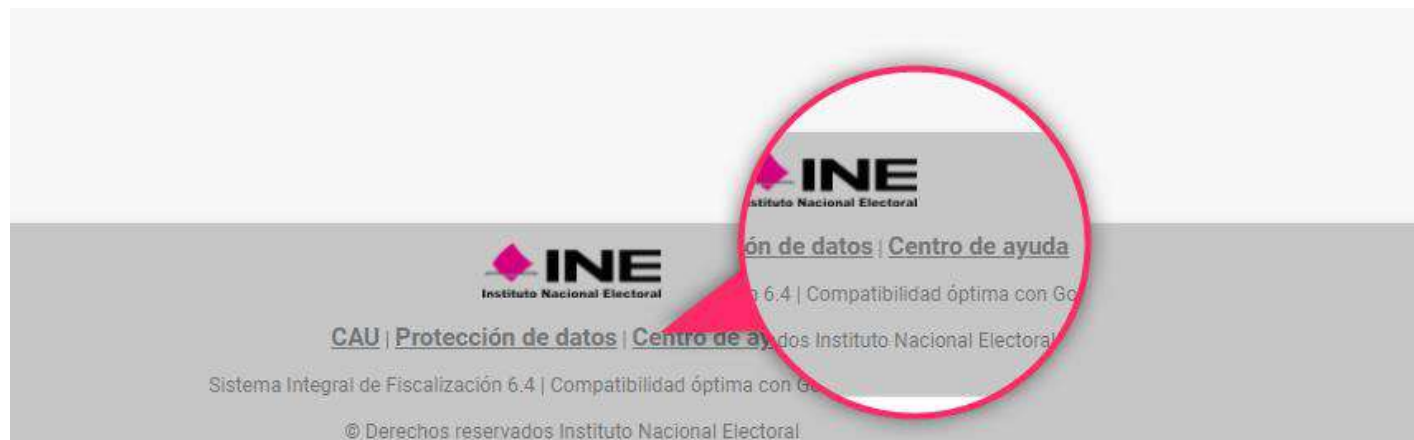 INE
Instituto Nacional Electoral
CAU | Protección de datos | Centro de ay
Sistema Integral de Fiscalización 6.4 | Compatibilidad óptima con G
© Derechos reservados Instituto Nacional Electoral
INE
stituto Nacional Electoral
ón de datos | Centro de ayuda
6.4 | Compatibilidad óptima con Go
dos Instituto Nacional Electoral